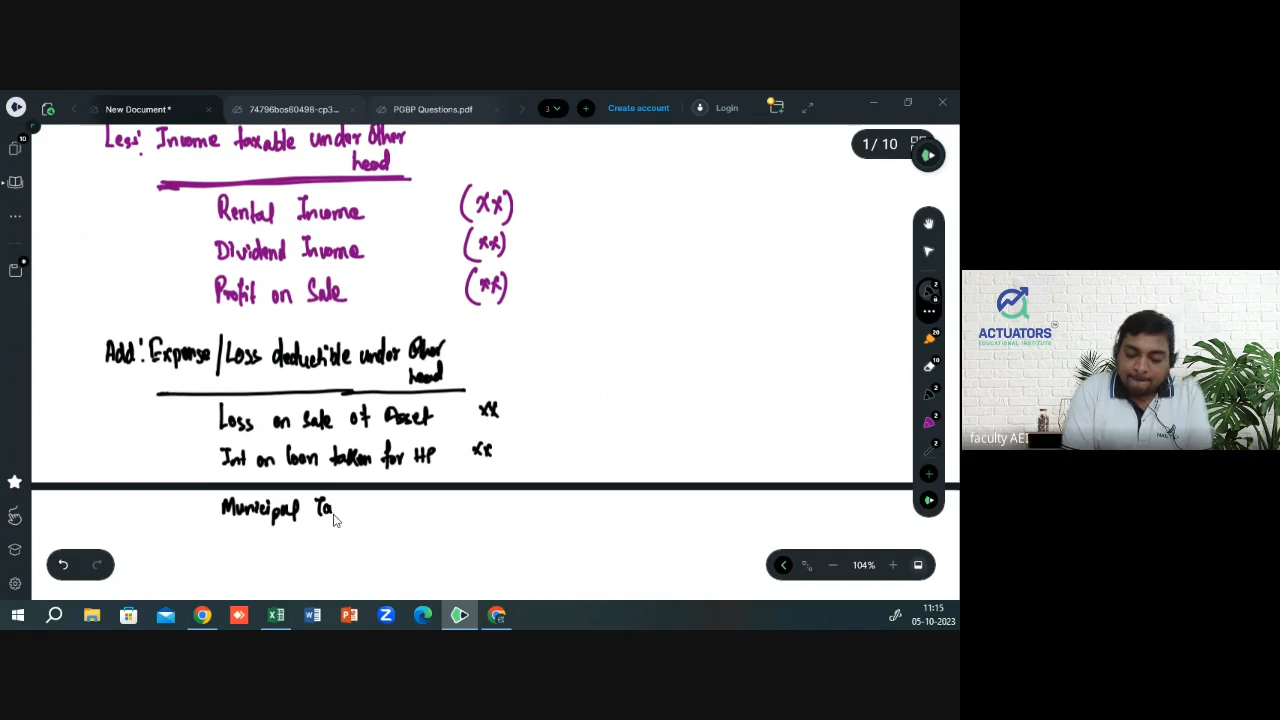 New Document*
74796bos60498-cp3...
PGBP Questions.pdf
3
Create account
Login
1 / 10
Less: Income taxable under Other
head
Rental Income (xx)
Dividend Income (xx)
Profit on Sale (xx)
Add: Expense/Loss deductible under Other
head
Loss on sale of Asset xx
Int on loan taken for HP xx
Municipal Ta
104%
ACTUATORS
EDUCATIONAL INSTITUTE
faculty AEI
11:15
05-10-2023